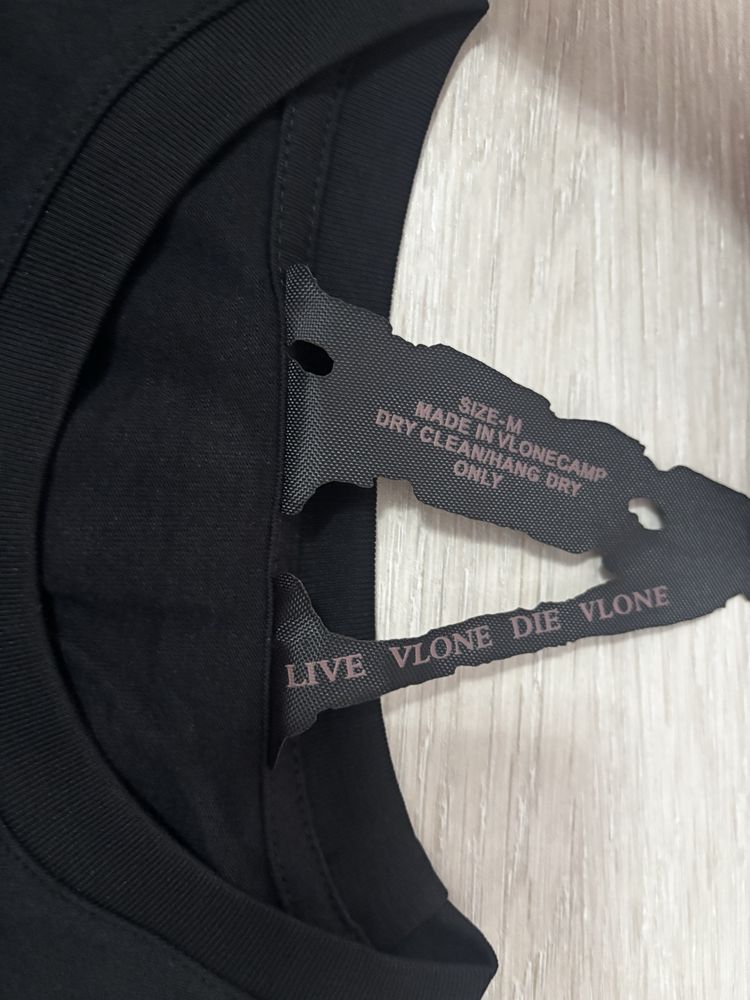 SIZE-M
MADE IN VLONECAMP
DRY CLEAN/HANG DRY
ONLY
LIVE VLONE DIE VLONE